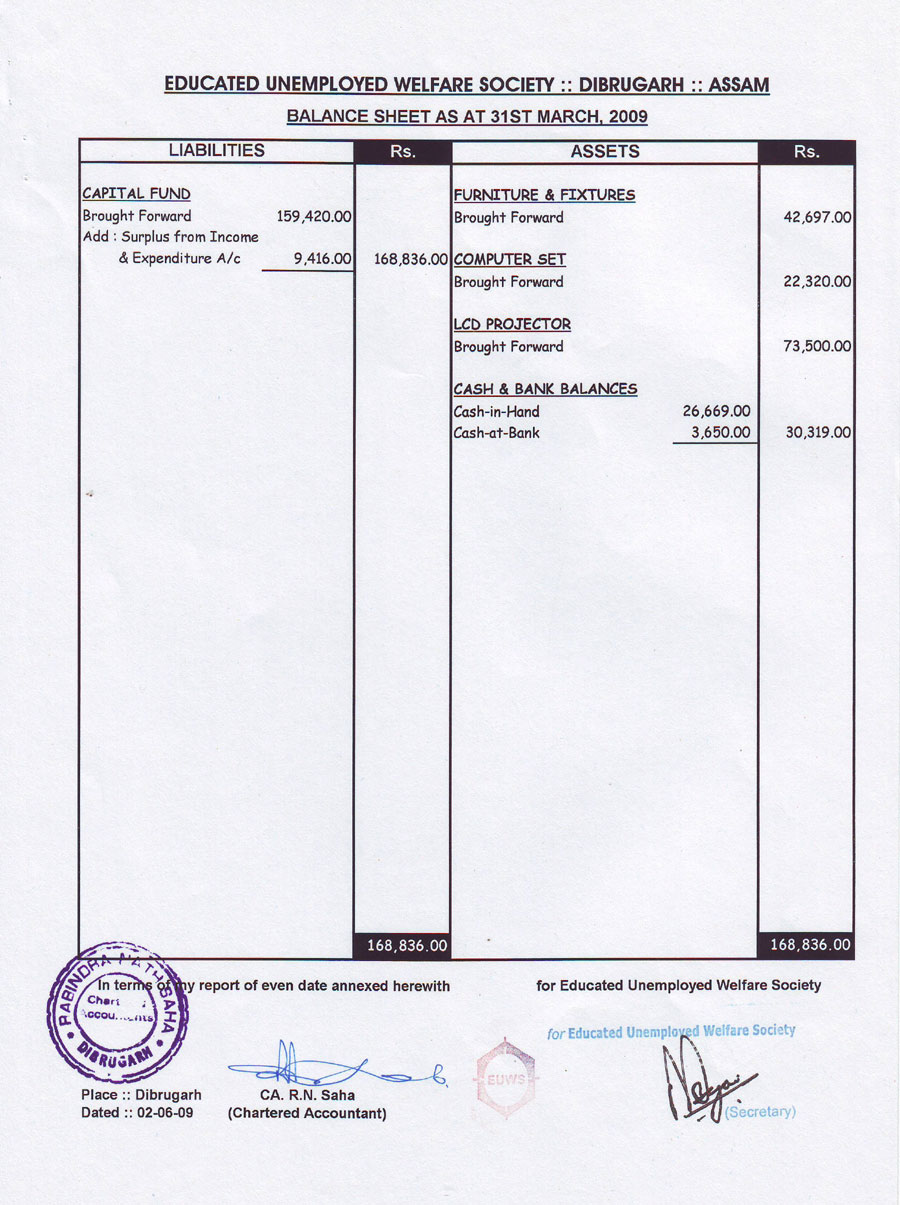 EDUCATED UNEMPLOYED WELFARE SOCIETY :: DIBRUGARH :: ASSAM
BALANCE SHEET AS AT 31ST MARCH, 2009
LIABILITIES Rs. ASSETS Rs.
CAPITAL FUND FURNITURE & FIXTURES
Brought Forward 159,420.00 Brought Forward 42,697.00
Add : Surplus from Income
& Expenditure A/c 9,416.00 168,836.00 COMPUTER SET
Brought Forward 22,320.00
LCD PROJECTOR
Brought Forward 73,500.00
CASH & BANK BALANCES
Cash-in-Hand 26,669.00
Cash-at-Bank 3,650.00 30,319.00
168,836.00 168,836.00
In terms of my report of even date annexed herewith for Educated Unemployed Welfare Society
RABINDRA NATH SAHA
DIBRUGARH
for Educated Unemployed Welfare Society
EUWS
Place :: Dibrugarh CA. R.N. Saha
Dated :: 02-06-09 (Chartered Accountant) (Secretary)